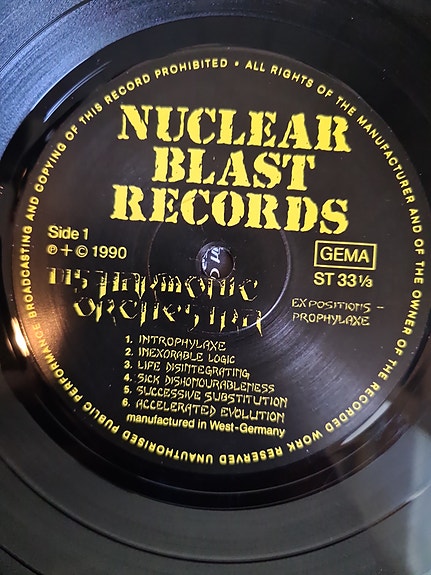 UNAUTHORISED PUBLIC PERFORMANCE BROADCASTING AND COPYING OF THIS RECORD PROHIBITED • ALL RIGHTS OF THE MANUFACTURER AND OF THE OWNER OF THE RECORDED WORK RESERVED
NUCLEAR
BLAST
RECORDS
Side 1
℗ + © 1990
GEMA
ST 33 1/3
DISHARMONIC
ORCHESTRA
EXPOSITIONS –
PROPHYLAXE
1. INTROPHYLAXE
2. INEXORABLE LOGIC
3. LIFE DISINTEGRATING
4. SICK DISHONOURABLENESS
5. SUCCESSIVE SUBSTITUTION
6. ACCELERATED EVOLUTION
manufactured in West-Germany